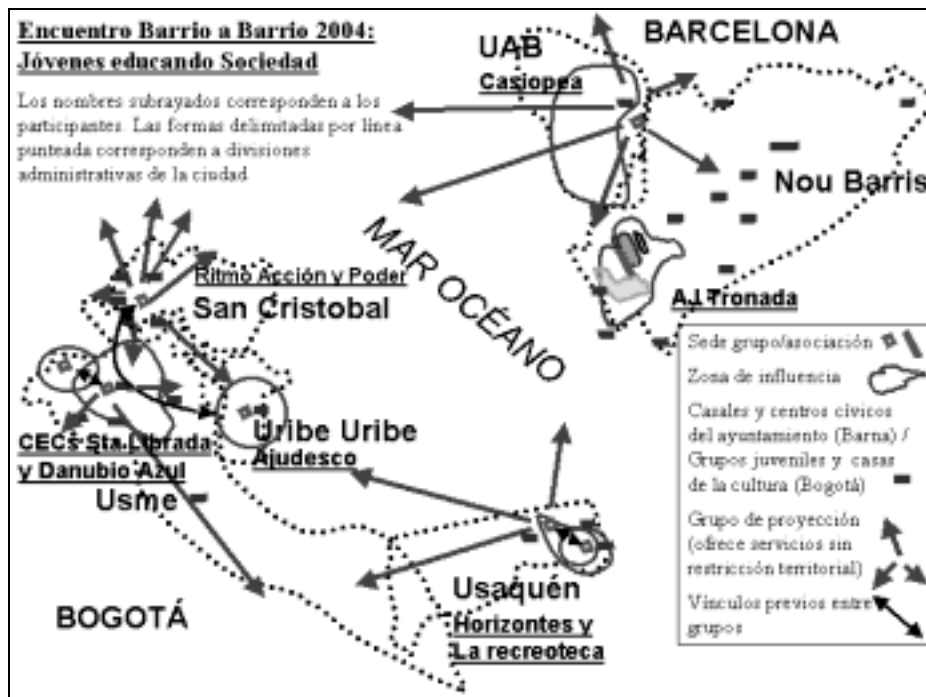 Encuentro Barrio a Barrio 2004:
Jóvenes educando Sociedad
Los nombres subrayados corresponden a los
participantes. Las formas delimitadas por línea
punteada corresponden a divisiones
administrativas de la ciudad
UAB
Casiopea
BARCELONA
Nou Barris
A.J.Tronada
MAR OCÉANO
Ritmo Acción y Poder
San Cristobal
CECs Sta.Librada
y Danubio Azul
Usme
Uribe Uribe
Ajudesco
BOGOTÁ
Usaquén
Horizontes y
La recreoteca
Sede grupo/asociación
Zona de influencia
Casales y centros cívicos
del ayuntamiento (Barna) /
Grupos juveniles y casas
de la cultura (Bogotá)
Grupo de proyección
(ofrece servicios sin
restricción territorial)
Vínculos previos entre
grupos